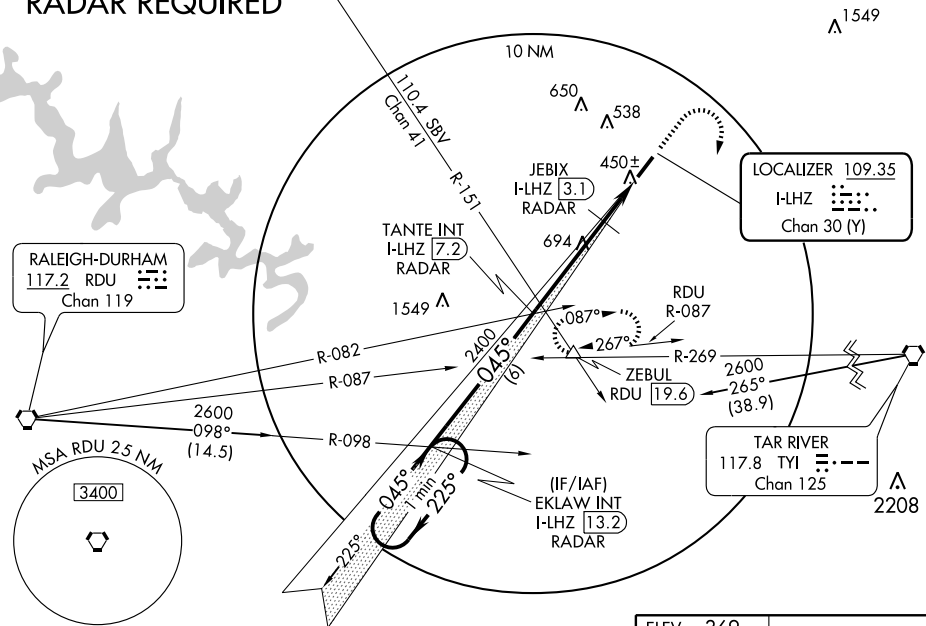 RADAR REQUIRED
1549
10 NM
110.4 SBV
Chan 41
R-151
650
538
450±
JEBIX
I-LHZ 3.1
RADAR
LOCALIZER 109.35
I-LHZ
Chan 30 (Y)
TANTE INT
I-LHZ 7.2
RADAR
694
RALEIGH-DURHAM
117.2 RDU
Chan 119
1549
RDU
R-087
087°
267°
R-082
2400
045°
(6)
R-269
R-087
ZEBUL
RDU 19.6
2600
265°
(38.9)
2600
098°
(14.5)
R-098
MSA RDU 25 NM
3400
TAR RIVER
117.8 TYI
Chan 125
2208
045°
1 min
225°
225°
(IF/IAF)
EKLAW INT
I-LHZ 13.2
RADAR
ELEV 369